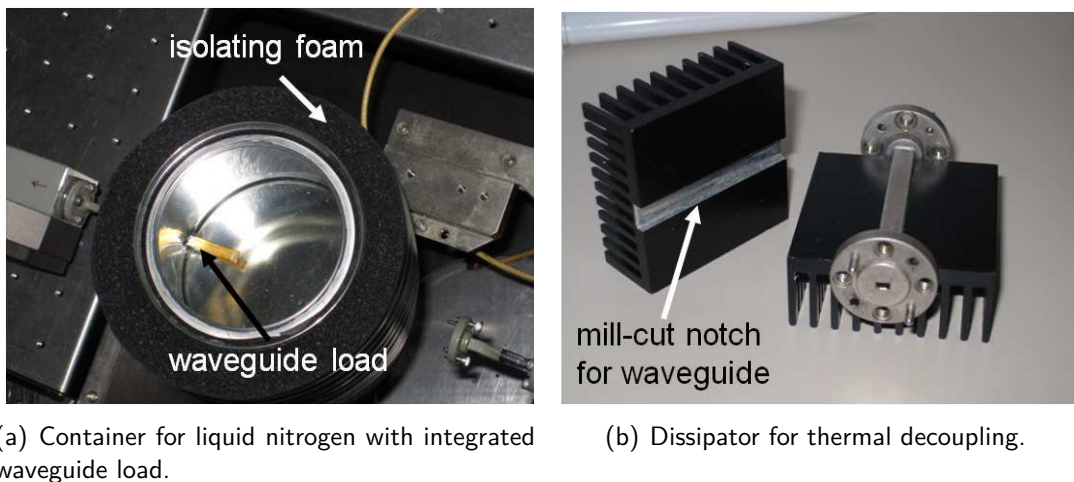 isolating foam
waveguide load
mill-cut notch
for waveguide
(a) Container for liquid nitrogen with integrated
waveguide load.
(b) Dissipator for thermal decoupling.